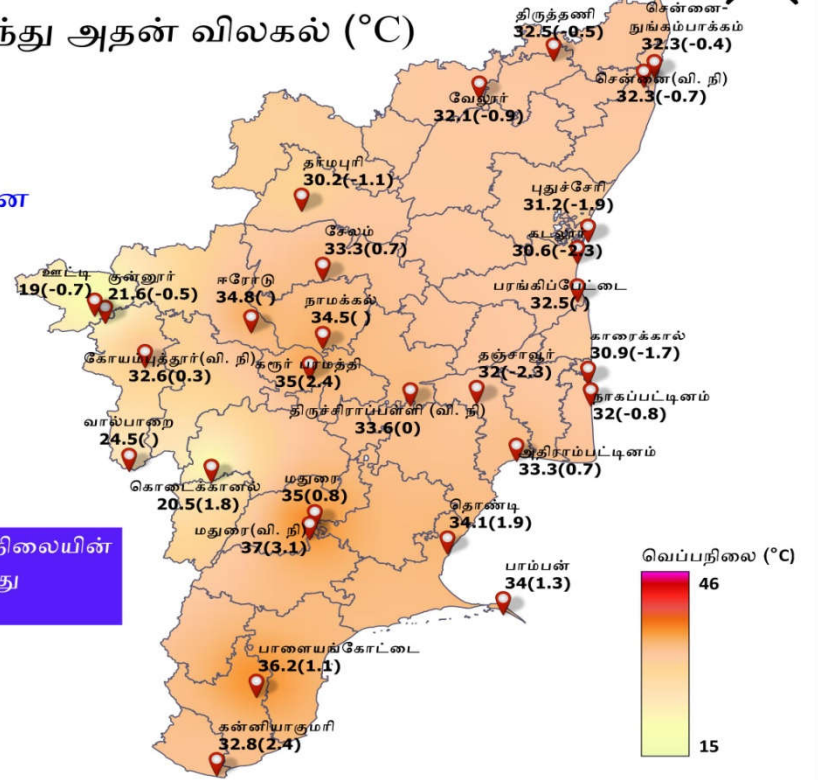 ந்து அதன் விலகல் (°C)
சென்னை-
நுங்கம்பாக்கம்
32.3(-0.4)
திருத்தணி
32.5(-0.5)
சென்னை(வி. நி)
32.3(-0.7)
வேலூர்
32.1(-0.9)
தர்மபுரி
30.2(-1.1)
ன
புதுச்சேரி
31.2(-1.9)
கடலூர்
30.6(-2.3)
சேலம்
33.3(0.7)
ஊட்டி
19(-0.7)
குன்னூர்
21.6(-0.5)
ஈரோடு
34.8( )
நாமக்கல்
34.5( )
பரங்கிப்பேட்டை
32.5( )
காரைக்கால்
30.9(-1.7)
கோயம்புத்தூர்(வி. நி)
32.6(0.3)
கரூர் பரமத்தி
35(2.4)
தஞ்சாவூர்
32(-2.3)
நாகப்பட்டினம்
32(-0.8)
திருச்சிராப்பள்ளி (வி. நி)
33.6(0)
வால்பாறை
24.5( )
அதிராம்பட்டினம்
33.3(0.7)
கொடைக்கானல்
20.5(1.8)
மதுரை
35(0.8)
மதுரை(வி. நி)
37(3.1)
தொண்டி
34.1(1.9)
நிலையின்
து
பாம்பன்
34(1.3)
வெப்பநிலை (°C)
46
15
பாளையங்கோட்டை
36.2(1.1)
கன்னியாகுமரி
32.8(2.4)